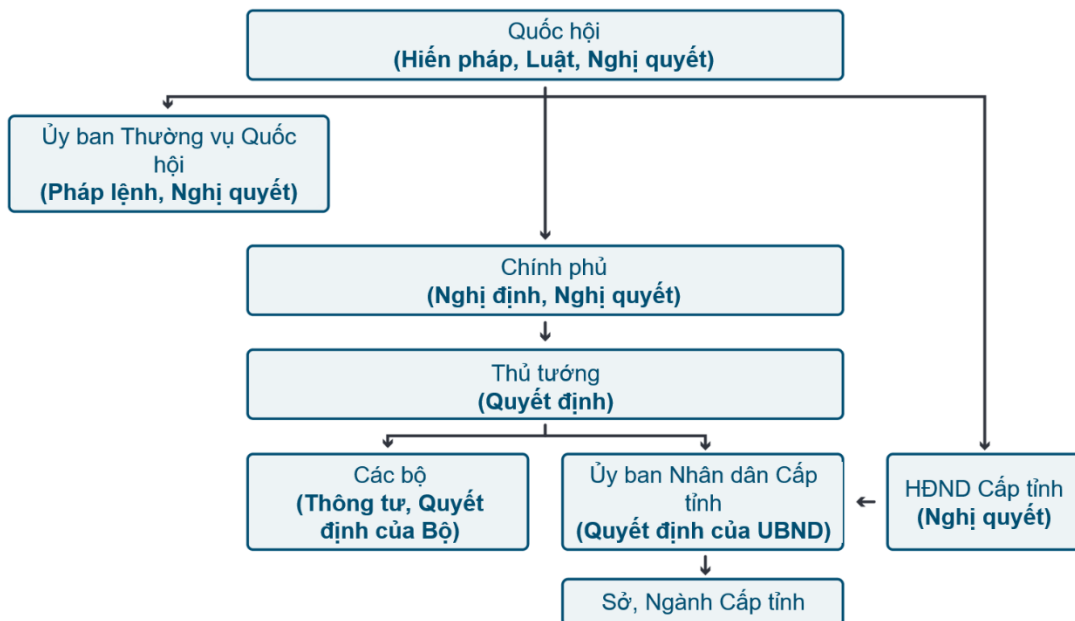 Quốc hội
(Hiến pháp, Luật, Nghị quyết)
Ủy ban Thường vụ Quốc
hội
(Pháp lệnh, Nghị quyết)
Chính phủ
(Nghị định, Nghị quyết)
Thủ tướng
(Quyết định)
Các bộ
(Thông tư, Quyết
định của Bộ)
Ủy ban Nhân dân Cấp
tỉnh
(Quyết định của UBND)
HĐND Cấp tỉnh
(Nghị quyết)
Sở, Ngành Cấp tỉnh